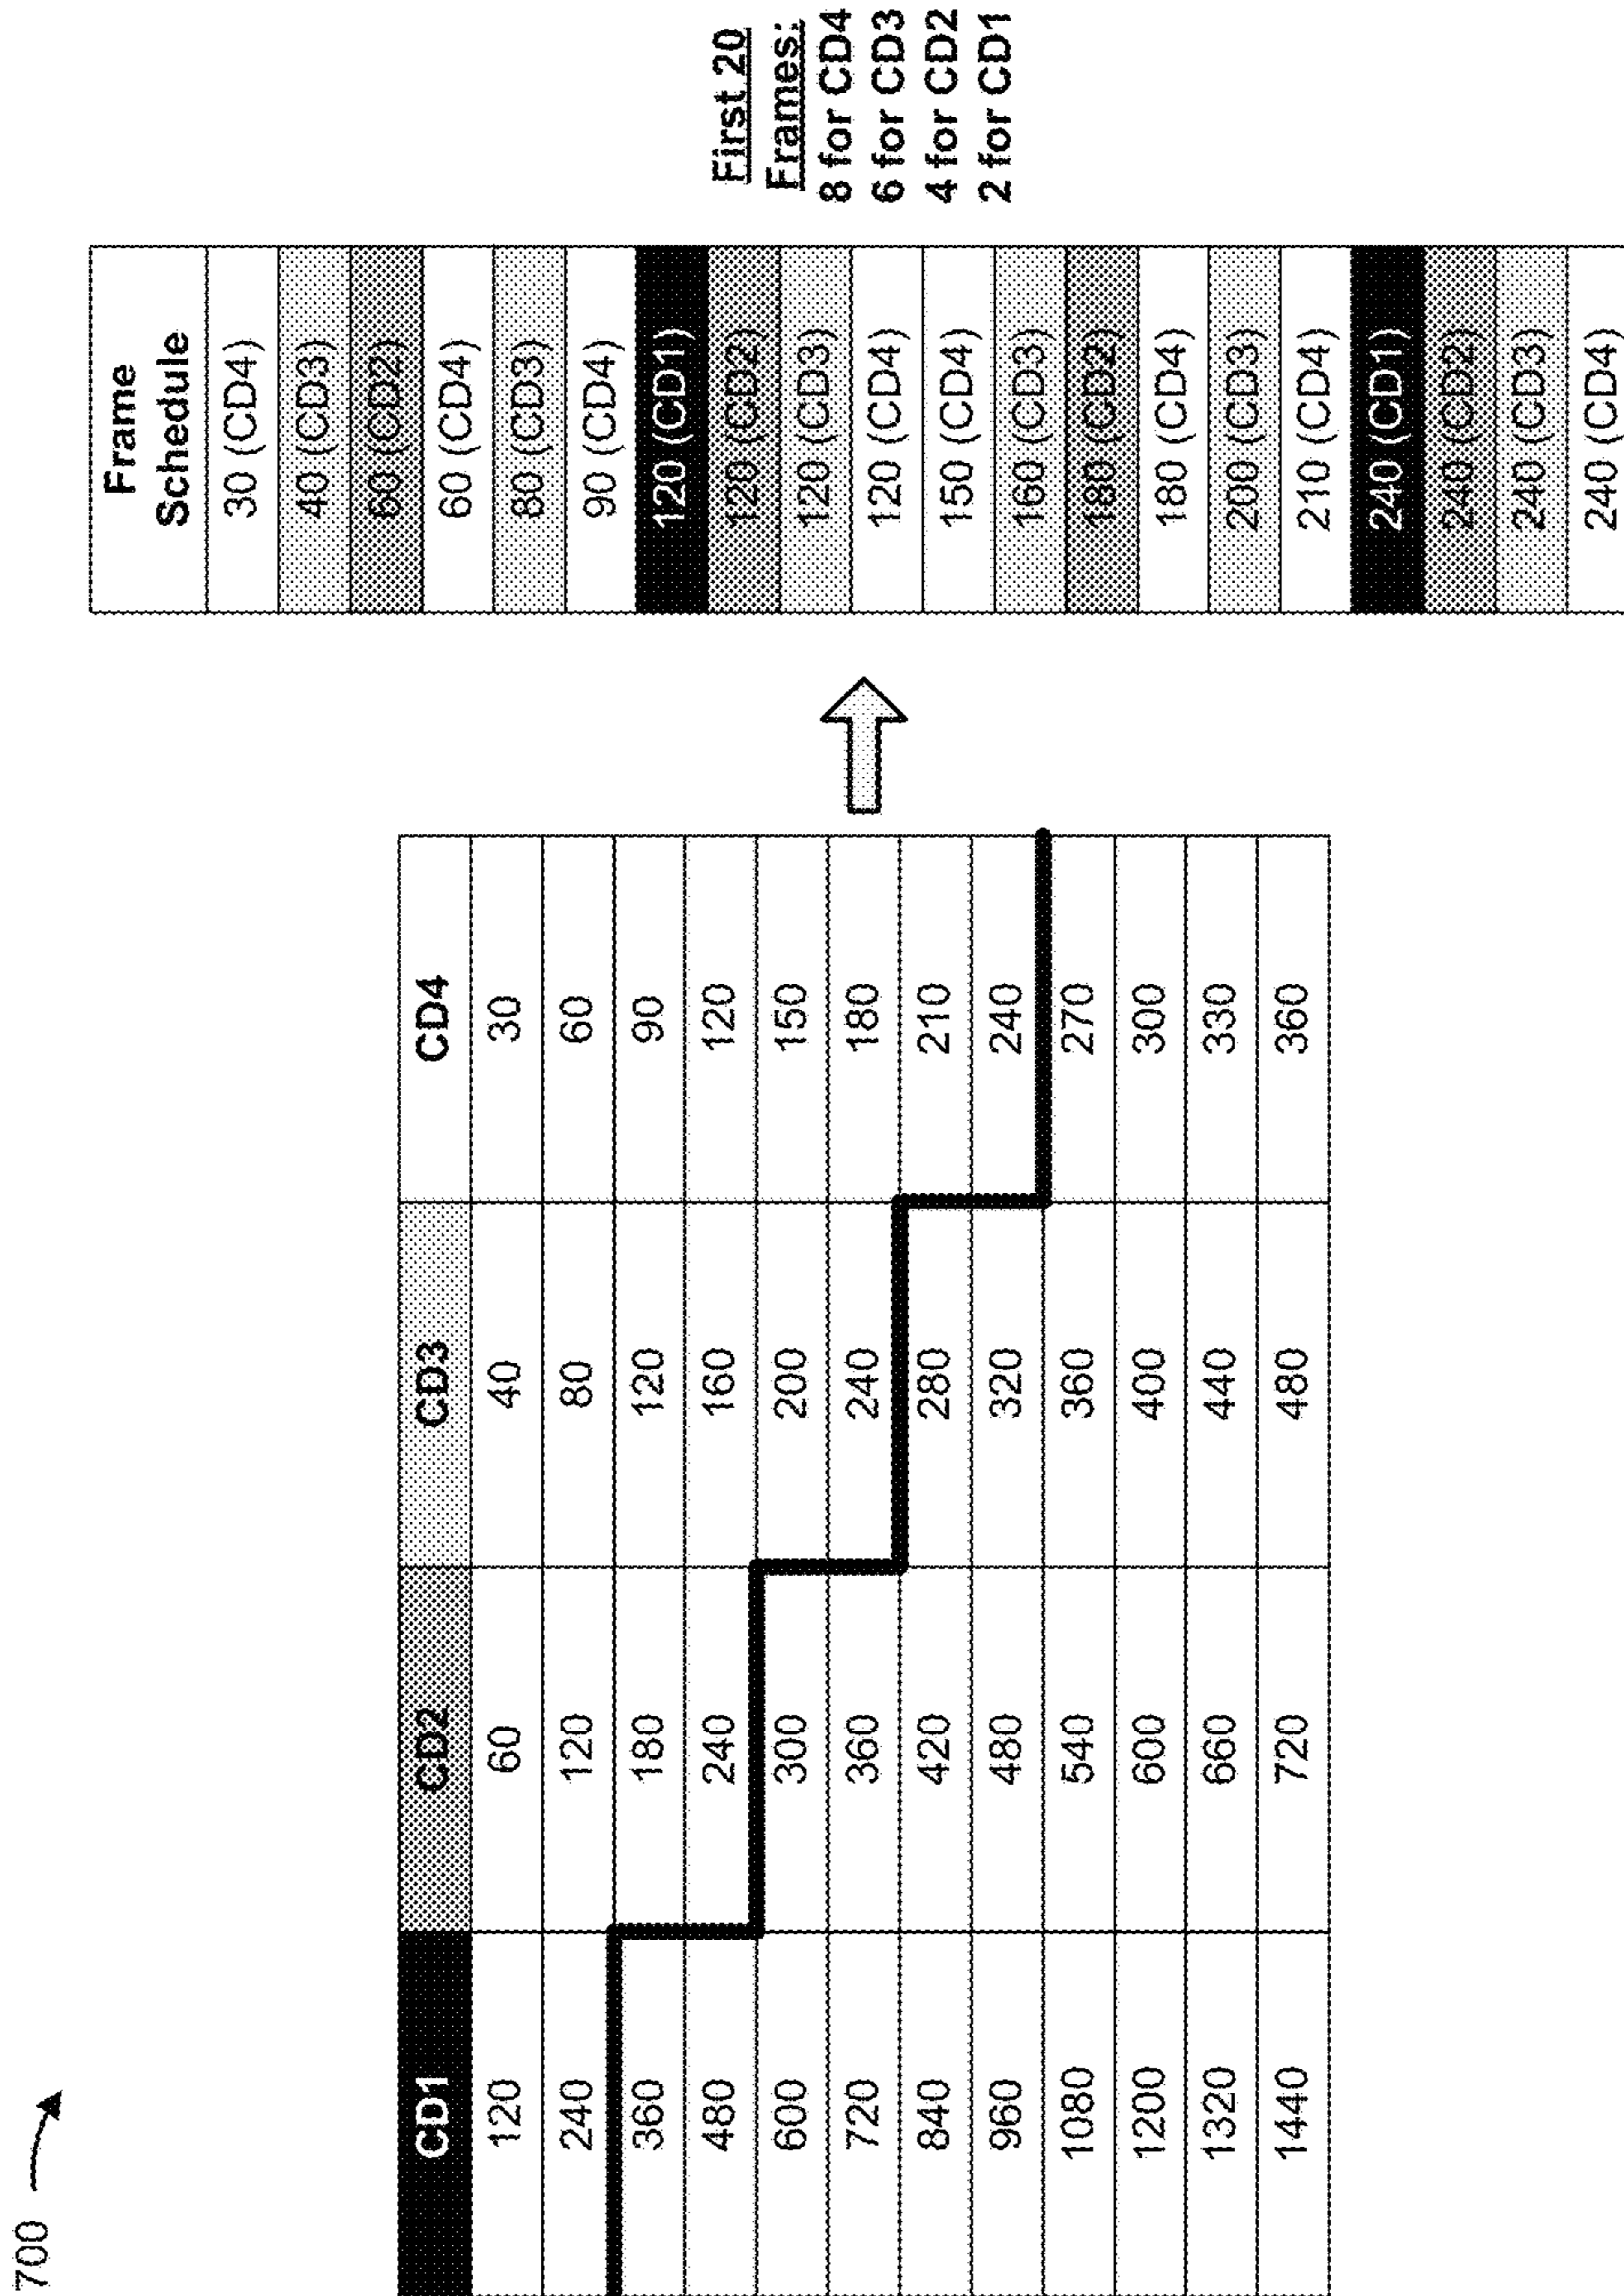 700
CD1 CD2 CD3 CD4
120 60 40 30
240 120 80 60
360 180 120 90
480 240 160 120
600 300 200 150
720 360 240 180
840 420 280 210
960 480 320 240
1080 540 360 270
1200 600 400 300
1320 660 440 330
1440 720 480 360
Frame
Schedule
30 (CD4)
40 (CD3)
60 (CD2)
60 (CD4)
80 (CD3)
90 (CD4)
120 (CD1)
120 (CD2)
120 (CD3)
120 (CD4)
150 (CD4)
160 (CD3)
180 (CD2)
180 (CD4)
200 (CD3)
210 (CD4)
240 (CD1)
240 (CD2)
240 (CD3)
240 (CD4)
First 20
Frames:
8 for CD4
6 for CD3
4 for CD2
2 for CD1